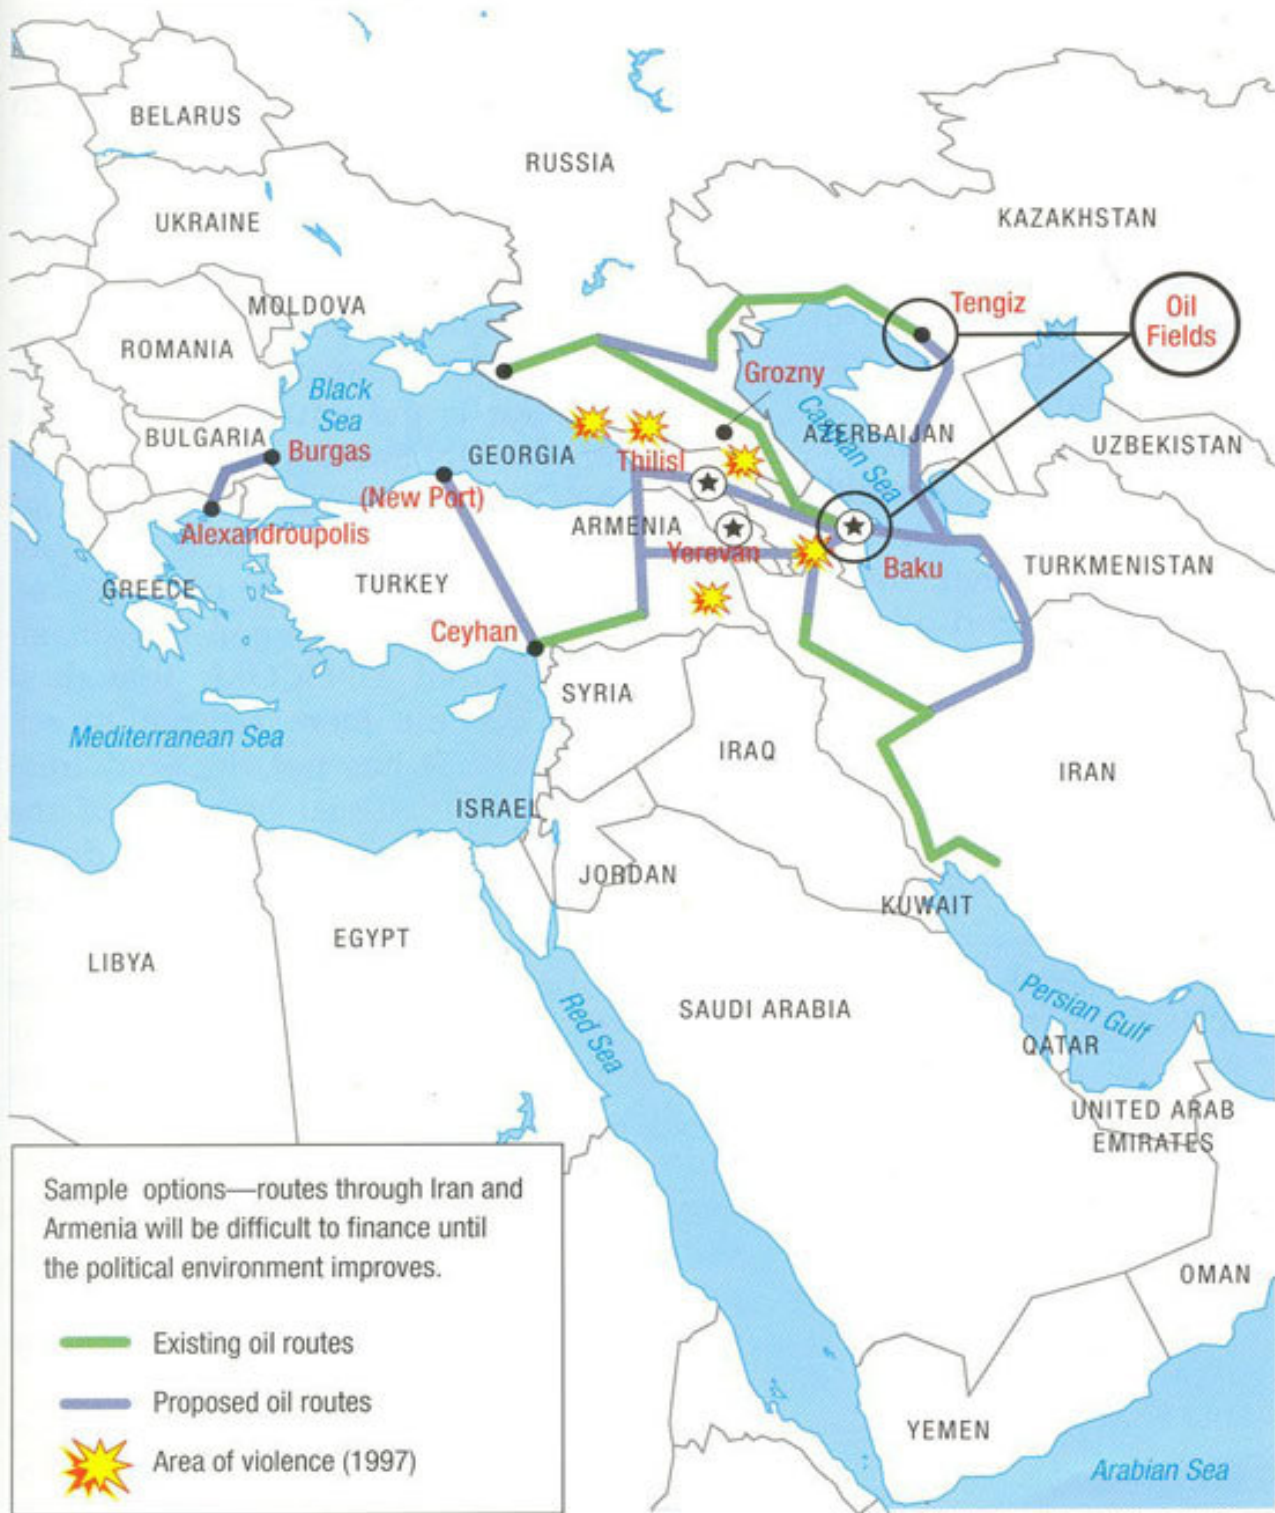 BELARUS
RUSSIA
UKRAINE
KAZAKHSTAN
MOLDOVA
Tengiz
Oil
Fields
ROMANIA
Black
Sea
Grozny
Caspian Sea
AZERBAIJAN
BULGARIA
Burgas
GEORGIA
Thilisl
UZBEKISTAN
(New Port)
Alexandroupolis
ARMENIA
Yerevan
Baku
TURKMENISTAN
GREECE
TURKEY
Ceyhan
SYRIA
Mediterranean Sea
IRAQ
IRAN
ISRAEL
JORDAN
KUWAIT
LIBYA
EGYPT
Red Sea
SAUDI ARABIA
Persian Gulf
QATAR
UNITED ARAB
EMIRATES
OMAN
YEMEN
Arabian Sea
Sample options—routes through Iran and
Armenia will be difficult to finance until
the political environment improves.
Existing oil routes
Proposed oil routes
Area of violence (1997)